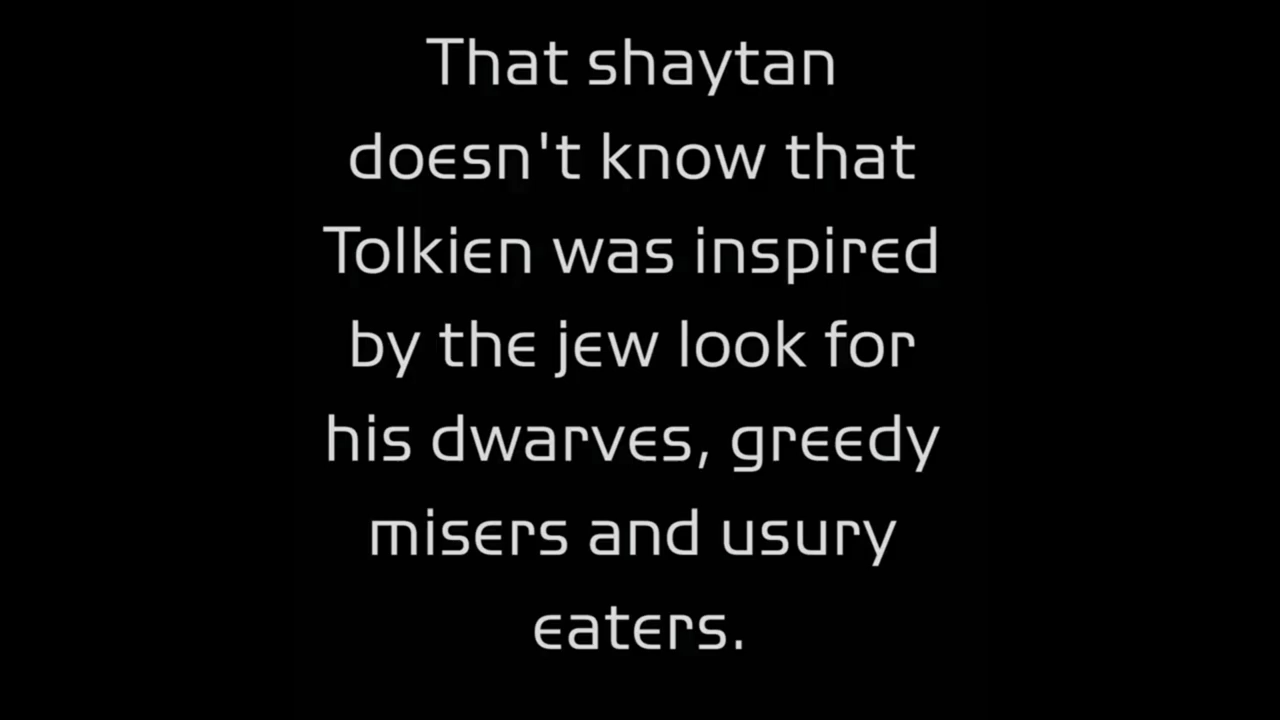 That shaytan
doesn't know that
Tolkien was inspired
by the jew look for
his dwarves, greedy
misers and usury
eaters.